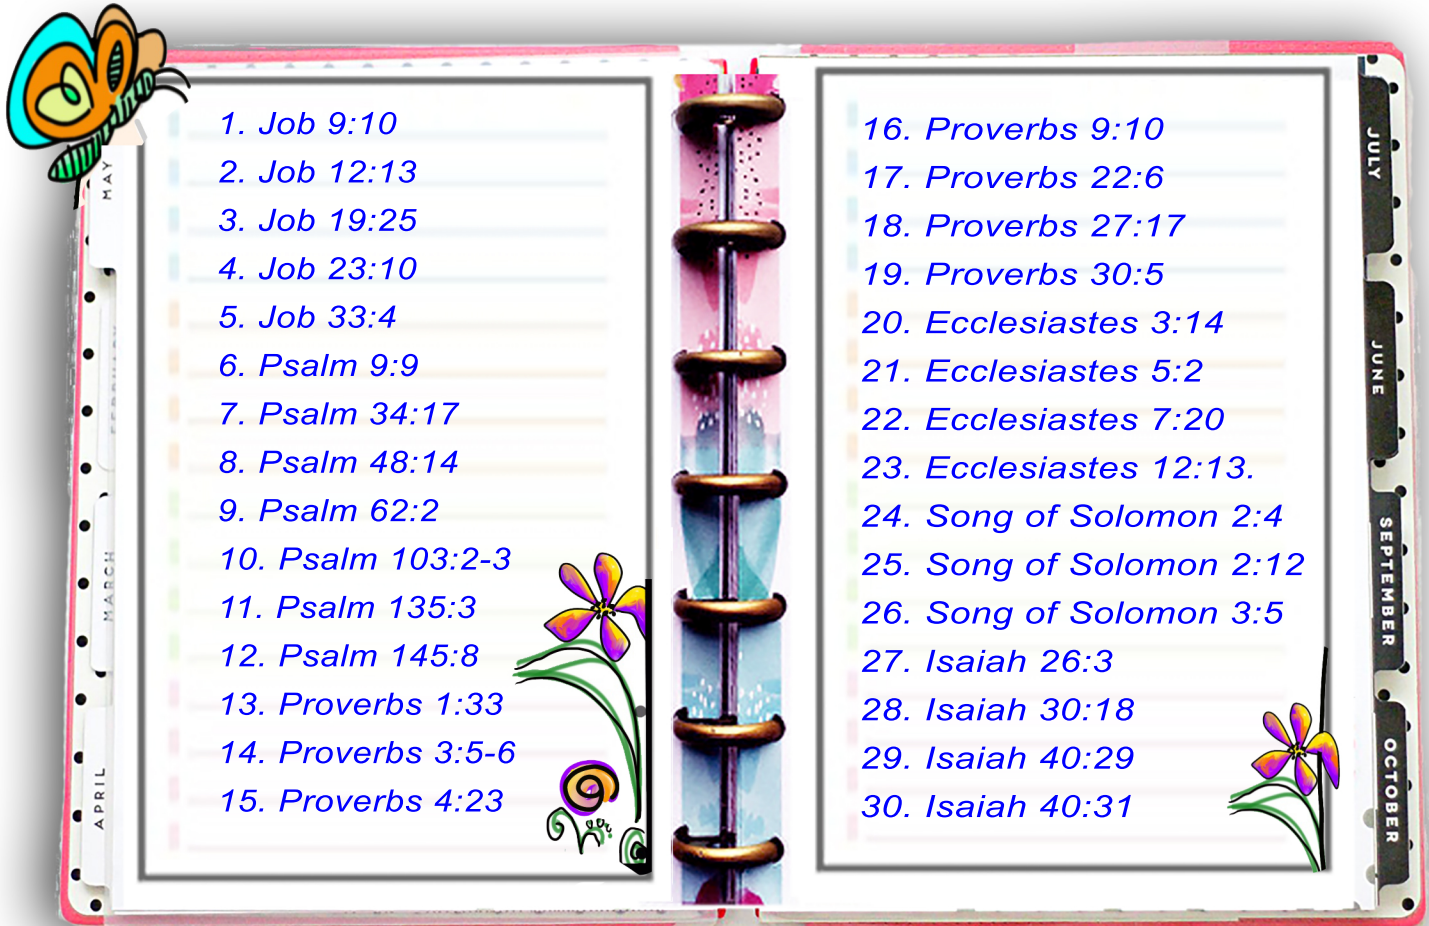 1. Job 9:10
2. Job 12:13
3. Job 19:25
4. Job 23:10
5. Job 33:4
6. Psalm 9:9
7. Psalm 34:17
8. Psalm 48:14
9. Psalm 62:2
10. Psalm 103:2-3
11. Psalm 135:3
12. Psalm 145:8
13. Proverbs 1:33
14. Proverbs 3:5-6
15. Proverbs 4:23
16. Proverbs 9:10
17. Proverbs 22:6
18. Proverbs 27:17
19. Proverbs 30:5
20. Ecclesiastes 3:14
21. Ecclesiastes 5:2
22. Ecclesiastes 7:20
23. Ecclesiastes 12:13.
24. Song of Solomon 2:4
25. Song of Solomon 2:12
26. Song of Solomon 3:5
27. Isaiah 26:3
28. Isaiah 30:18
29. Isaiah 40:29
30. Isaiah 40:31
MAY
MARCH
APRIL
JULY
JUNE
SEPTEMBER
OCTOBER